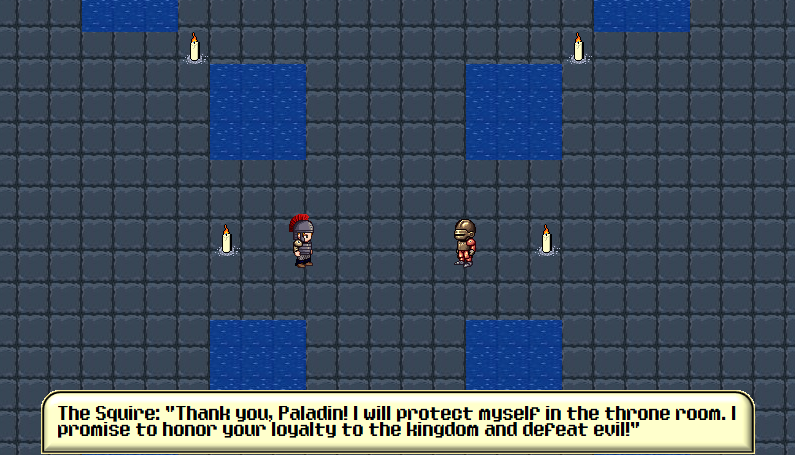 The Squire: "Thank you, Paladin! I will protect myself in the throne room. I
promise to honor your loyalty to the kingdom and defeat evil!"